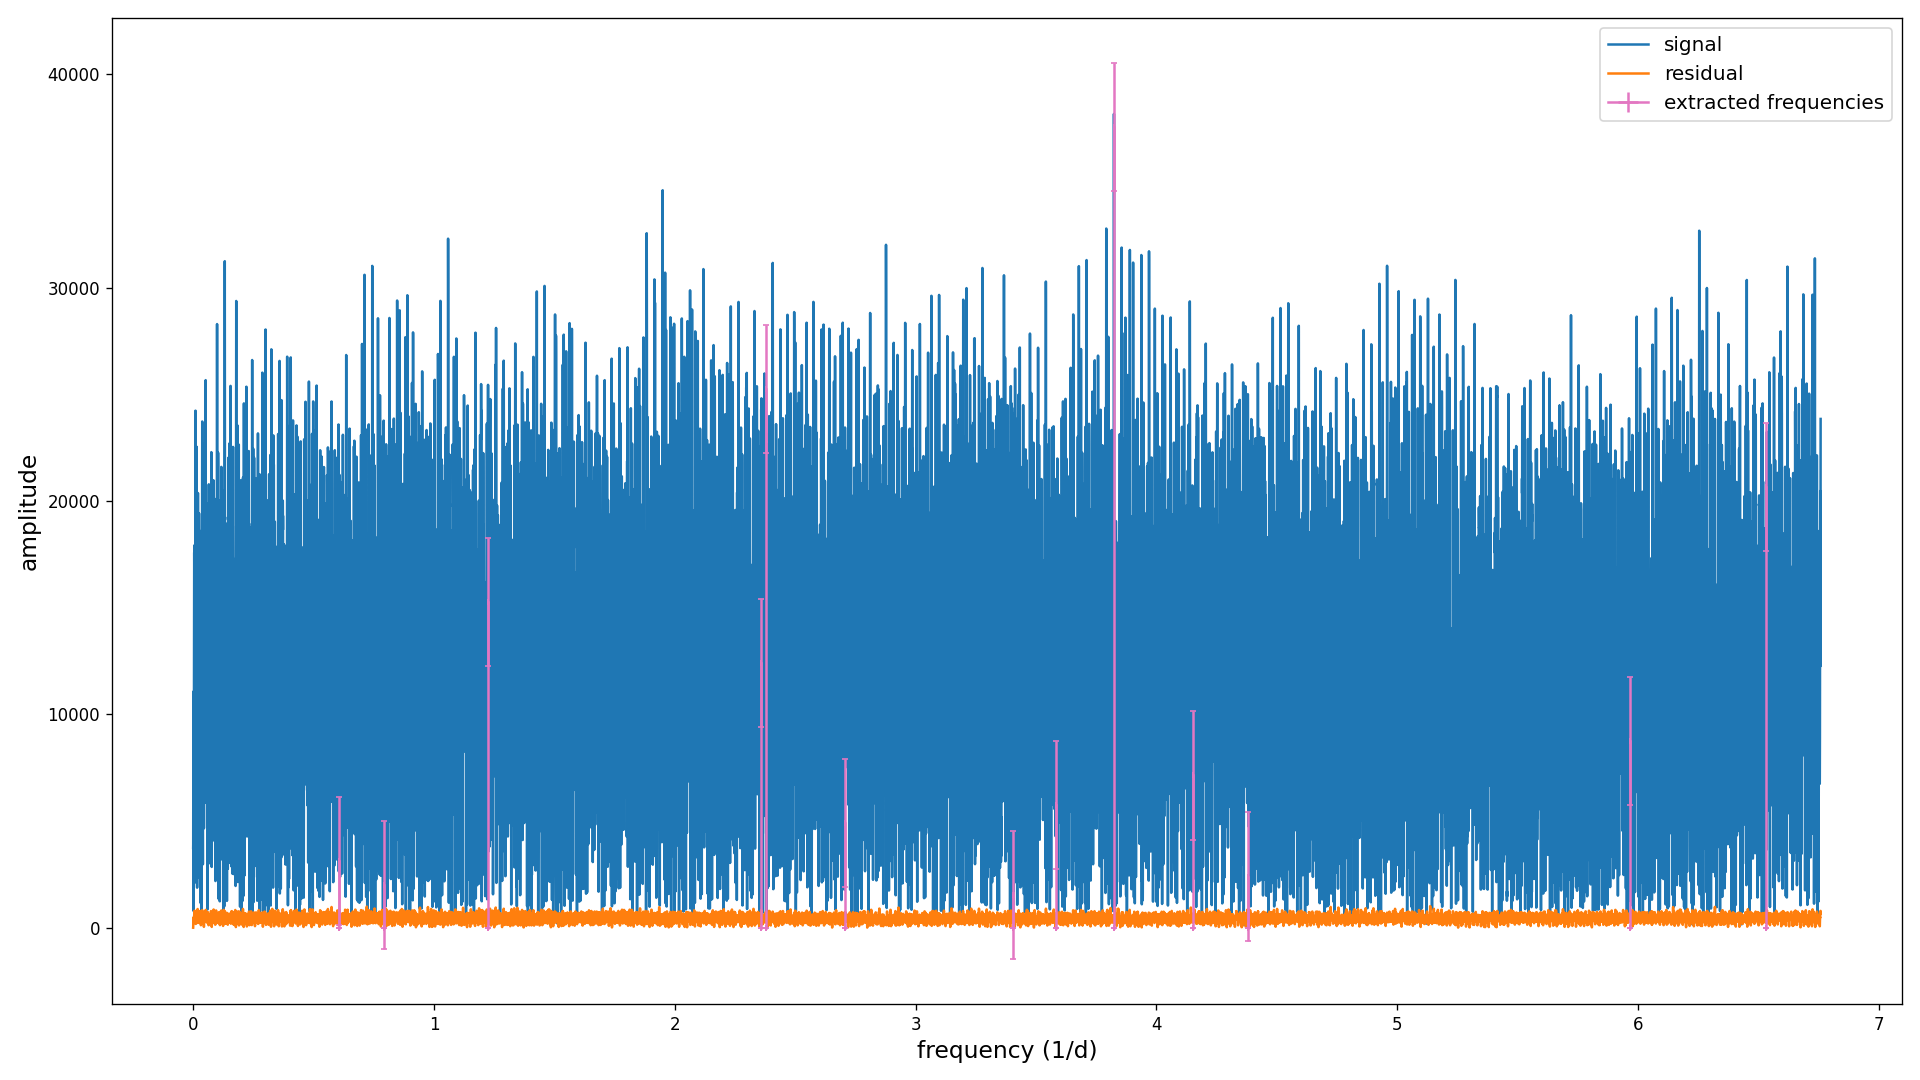 signal
residual
extracted frequencies
amplitude
40000
30000
20000
10000
0
0 1 2 3 4 5 6 7
frequency (1/d)